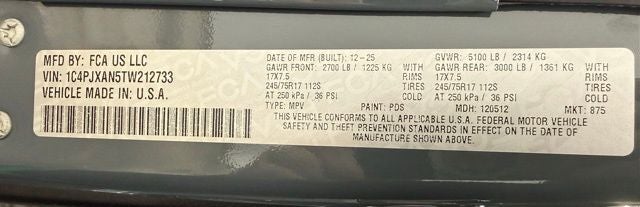 MFD BY: FCA US LLC
VIN: 1C4PJXAN5TW212733
VEHICLE MADE IN: U.S.A.
DATE OF MFR (BUILT): 12-25 GVWR: 5100 LB / 2314 KG
GAWR FRONT: 2700 LB / 1225 KG WITH GAWR REAR: 3000 LB / 1361 KG WITH
17X7.5 RIMS 17X7.5 RIMS
245/75R17 112S TIRES 245/75R17 112S TIRES
AT 250 kPa / 36 PSI COLD AT 250 kPa / 36 PSI COLD
TYPE: MPV PAINT: PDS MDH: 120512 MKT: 875
THIS VEHICLE CONFORMS TO ALL APPLICABLE U.S.A. FEDERAL MOTOR VEHICLE
SAFETY AND THEFT PREVENTION STANDARDS IN EFFECT ON THE DATE OF
MANUFACTURE SHOWN ABOVE.